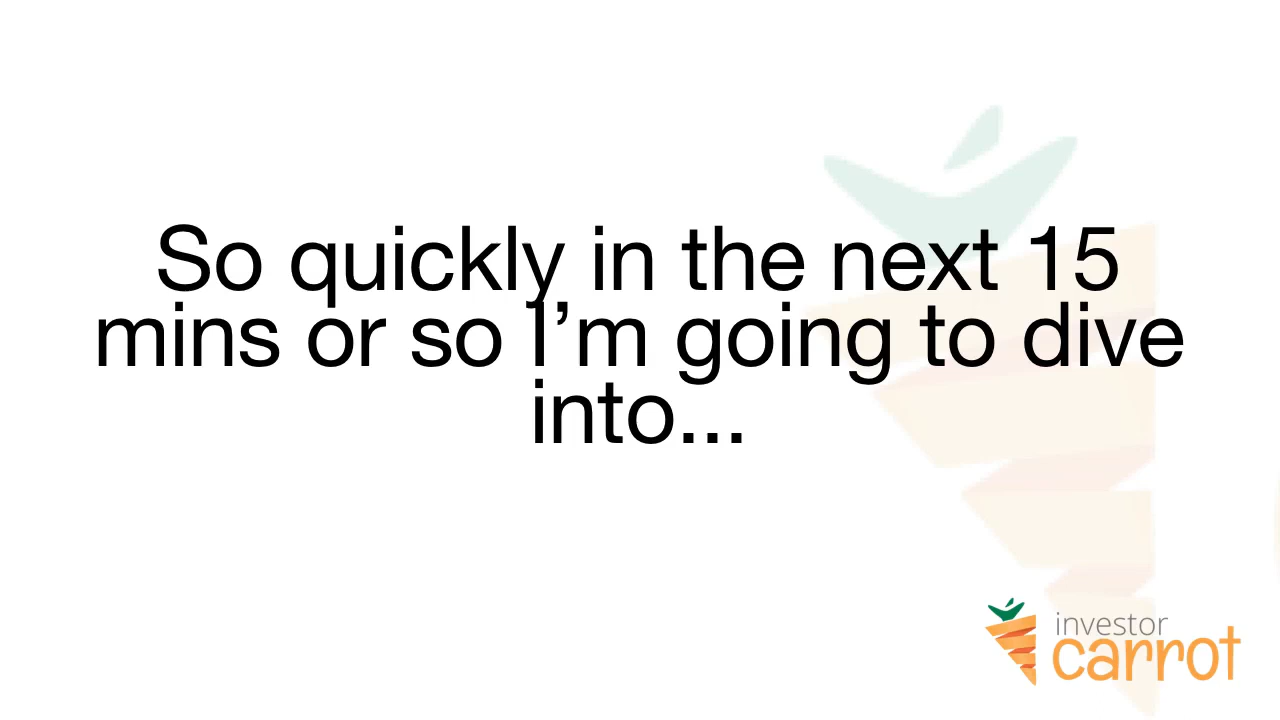 So quickly in the next 15
mins or so I’m going to dive
into...
investor
carrot